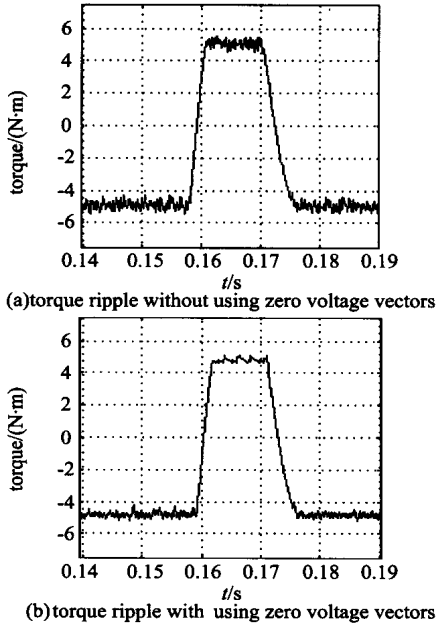 6
4
2
0
-2
-4
-6
torque/(N·m)
0.14 0.15 0.16 0.17 0.18 0.19
t/s
(a)torque ripple without using zero voltage vectors
6
4
2
0
-2
-4
-6
torque/(N·m)
0.14 0.15 0.16 0.17 0.18 0.19
t/s
(b)torque ripple with using zero voltage vectors